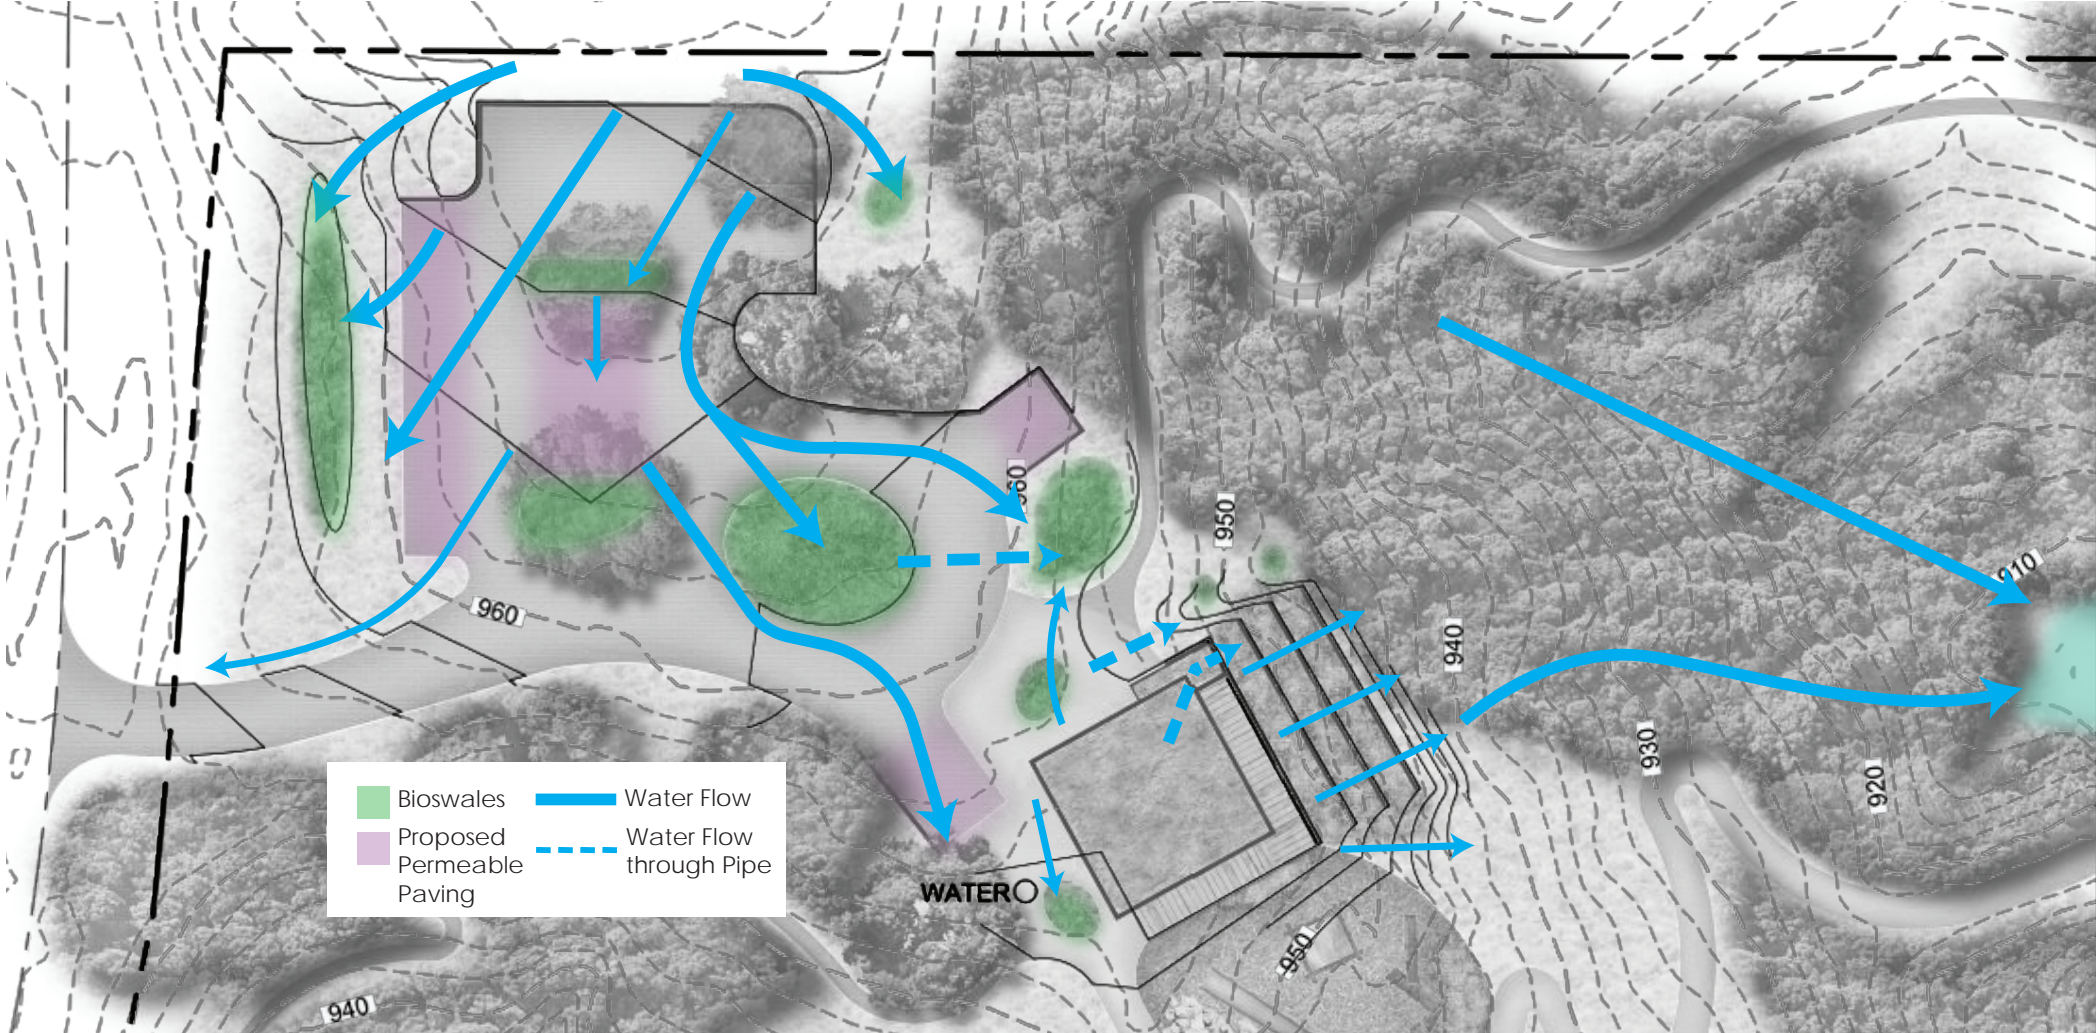 960
950
910
960
940
930
920
Bioswales
Proposed
Permeable
Paving
Water Flow
Water Flow
through Pipe
WATER
950
940